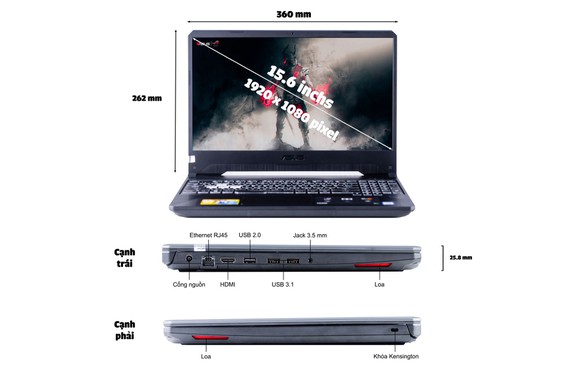 360 mm
262 mm
15.6 inchs
1920 x 1080 pixel
ASUS
Ethernet RJ45
USB 2.0
Jack 3.5 mm
Cạnh
trái
25.8 mm
Cổng nguồn
HDMI
USB 3.1
Loa
Cạnh
phải
Loa
Khóa Kensington